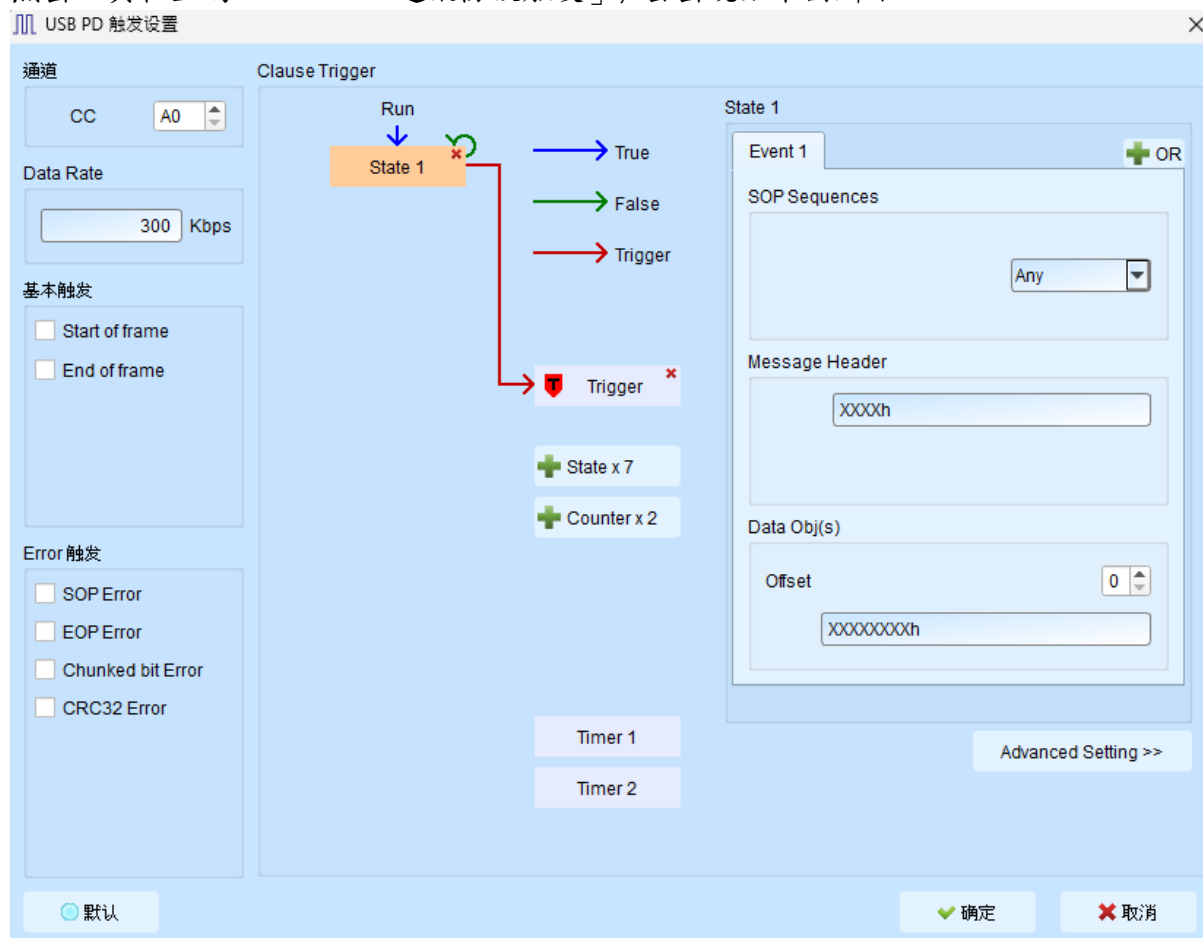 USB PD 触发设置
通道
CC A0
Data Rate
300 Kbps
基本触发
Start of frame
End of frame
Error 触发
SOP Error
EOP Error
Chunked bit Error
CRC32 Error
Clause Trigger
Run
State 1
True
False
Trigger
T Trigger
State x 7
Counter x 2
Timer 1
Timer 2
State 1
Event 1
OR
SOP Sequences
Any
Message Header
XXXXh
Data Obj(s)
Offset 0
XXXXXXXXh
Advanced Setting >>
默认
确定
取消